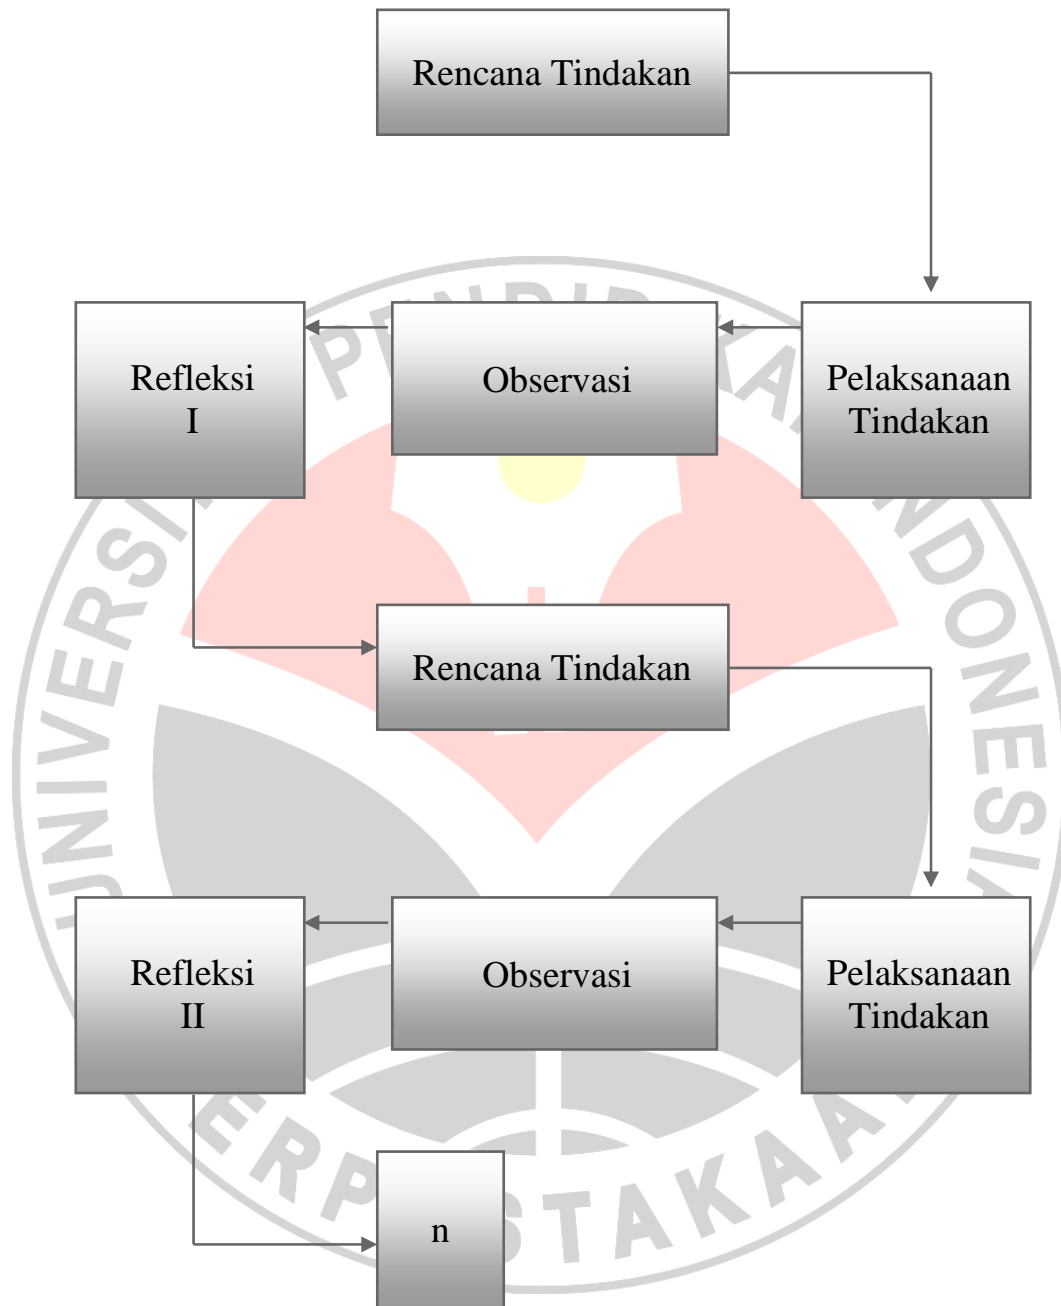 Rencana Tindakan
Refleksi
I
Observasi
Pelaksanaan
Tindakan
Rencana Tindakan
Refleksi
II
Observasi
Pelaksanaan
Tindakan
n